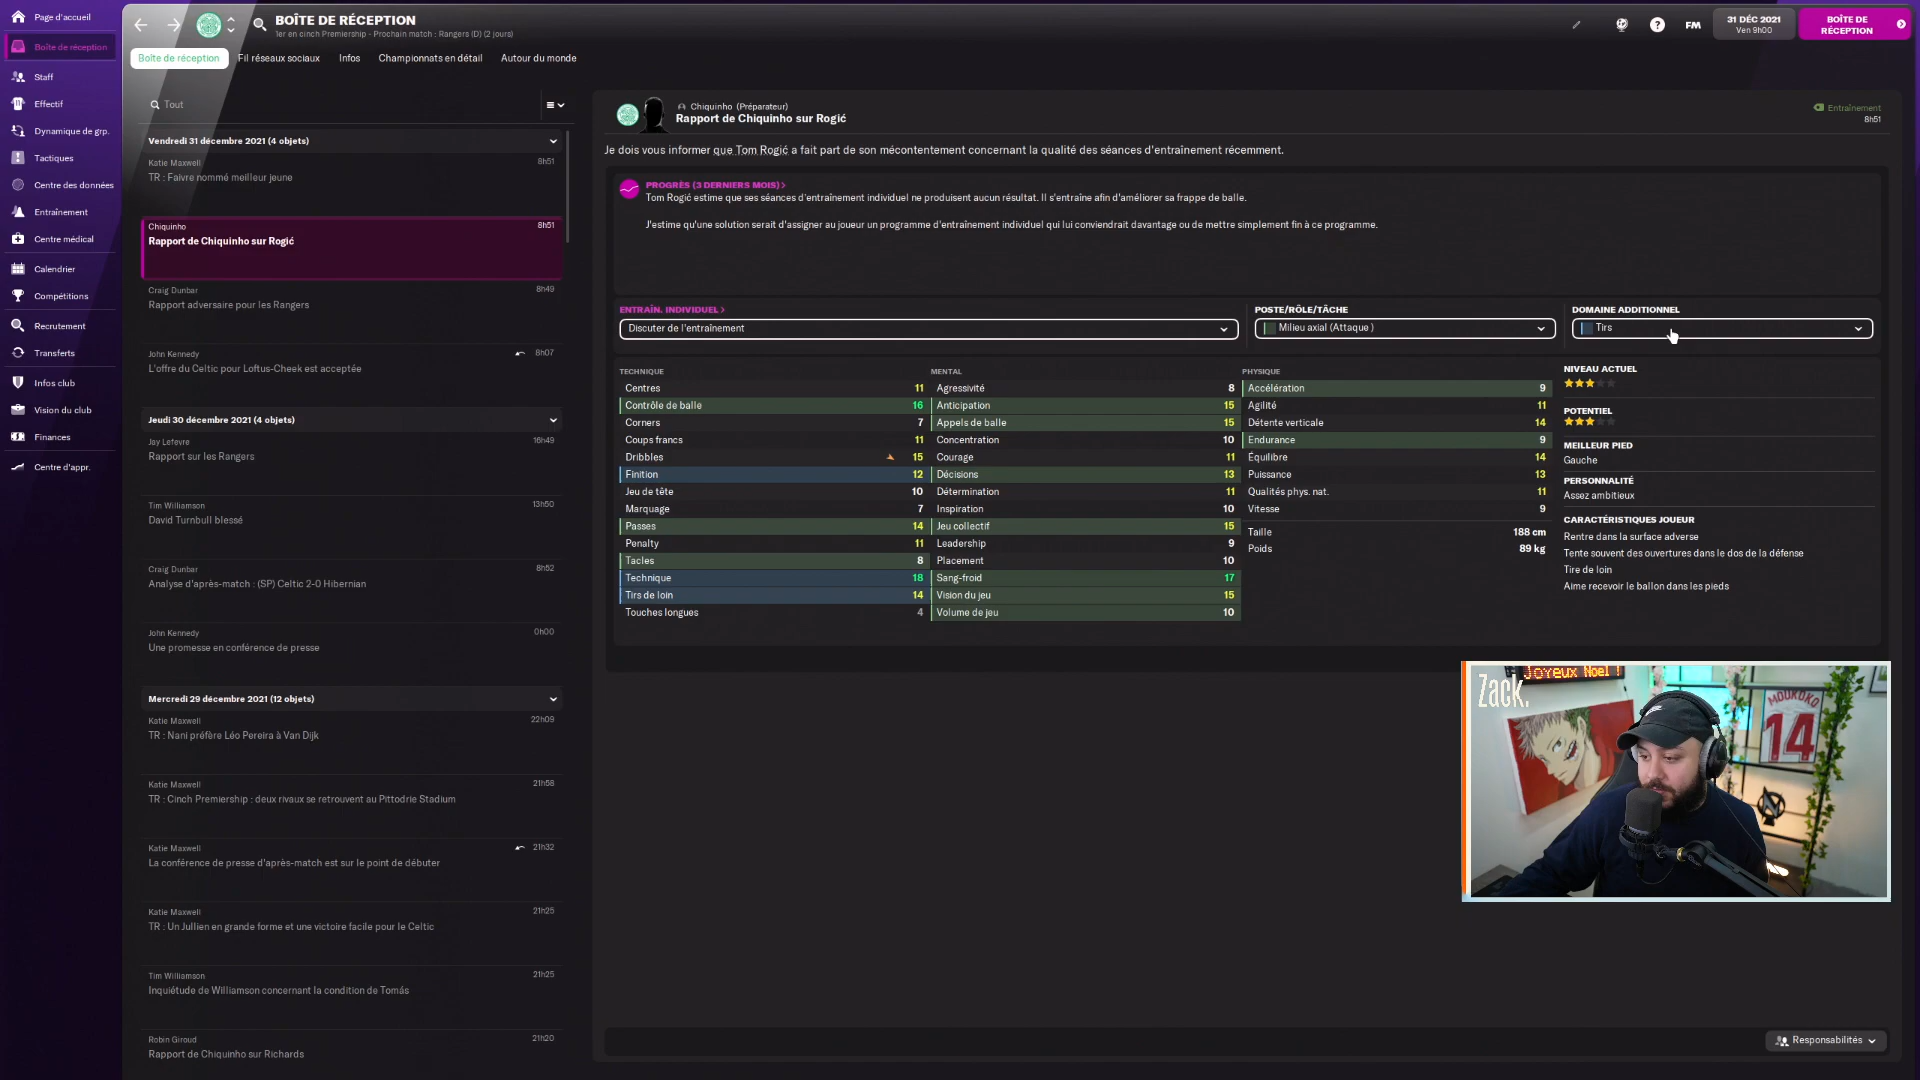 Page d'accueil
Boîte de réception
Staff
Effectif
Dynamique de grp.
Tactiques
Centre des données
Entraînement
Centre médical
Calendrier
Compétitions
Recrutement
Transferts
Infos club
Vision du club
Finances
Centre d'appr.
BOÎTE DE RÉCEPTION
1er en cinch Premiership - Prochain match : Rangers (D) (2 jours)
FM
31 DÉC 2021
Ven 9h00
BOÎTE DE RÉCEPTION
Boîte de réception
Fil réseaux sociaux
Infos
Championnats en détail
Autour du monde
Tout
Vendredi 31 décembre 2021 (4 objets)
Katie Maxwell 8h51
TR : Faivre nommé meilleur jeune
Chiquinho 8h51
Rapport de Chiquinho sur Rogić
Craig Dunbar 8h49
Rapport adversaire pour les Rangers
John Kennedy 8h07
L'offre du Celtic pour Loftus-Cheek est acceptée
Jeudi 30 décembre 2021 (4 objets)
Jay Lefevre 16h49
Rapport sur les Rangers
Tim Williamson 13h50
David Turnbull blessé
Craig Dunbar 8h52
Analyse d'après-match : (SP) Celtic 2-0 Hibernian
John Kennedy 0h00
Une promesse en conférence de presse
Mercredi 29 décembre 2021 (12 objets)
Katie Maxwell 22h09
TR : Nani préfère Léo Pereira à Van Dijk
Katie Maxwell 21h58
TR : Cinch Premiership : deux rivaux se retrouvent au Pittodrie Stadium
Katie Maxwell 21h32
La conférence de presse d'après-match est sur le point de débuter
Katie Maxwell 21h25
TR : Un Jullien en grande forme et une victoire facile pour le Celtic
Tim Williamson 21h25
Inquiétude de Williamson concernant la condition de Tomás
Robin Giroud 21h20
Rapport de Chiquinho sur Richards
Chiquinho (Préparateur)
Rapport de Chiquinho sur Rogić
Entraînement
8h51
Je dois vous informer que Tom Rogić a fait part de son mécontentement concernant la qualité des séances d'entraînement récemment.
PROGRÈS (3 DERNIERS MOIS) >
Tom Rogić estime que ses séances d'entraînement individuel ne produisent aucun résultat. Il s'entraîne afin d'améliorer sa frappe de balle.
J'estime qu'une solution serait d'assigner au joueur un programme d'entraînement individuel qui lui conviendrait davantage ou de mettre simplement fin à ce programme.
ENTRAÎN. INDIVIDUEL >
Discuter de l'entraînement
POSTE/RÔLE/TÂCHE
Milieu axial (Attaque )
DOMAINE ADDITIONNEL
Tirs
TECHNIQUE
Centres 11
Contrôle de balle 16
Corners 7
Coups francs 11
Dribbles 15
Finition 12
Jeu de tête 10
Marquage 7
Passes 14
Penalty 11
Tacles 8
Technique 18
Tirs de loin 14
Touches longues 4
MENTAL
Agressivité 8
Anticipation 15
Appels de balle 15
Concentration 10
Courage 11
Décisions 13
Détermination 11
Inspiration 10
Jeu collectif 15
Leadership 9
Placement 10
Sang-froid 17
Vision du jeu 15
Volume de jeu 10
PHYSIQUE
Accélération 9
Agilité 11
Détente verticale 14
Endurance 9
Équilibre 14
Puissance 13
Qualités phys. nat. 11
Vitesse 9
Taille 188 cm
Poids 89 kg
NIVEAU ACTUEL
POTENTIEL
MEILLEUR PIED
Gauche
PERSONNALITÉ
Assez ambitieux
CARACTÉRISTIQUES JOUEUR
Rentre dans la surface adverse
Tente souvent des ouvertures dans le dos de la défense
Tire de loin
Aime recevoir le ballon dans les pieds
Zack.
Joyeux Noel !
MOUKOKO
14
Responsabilités